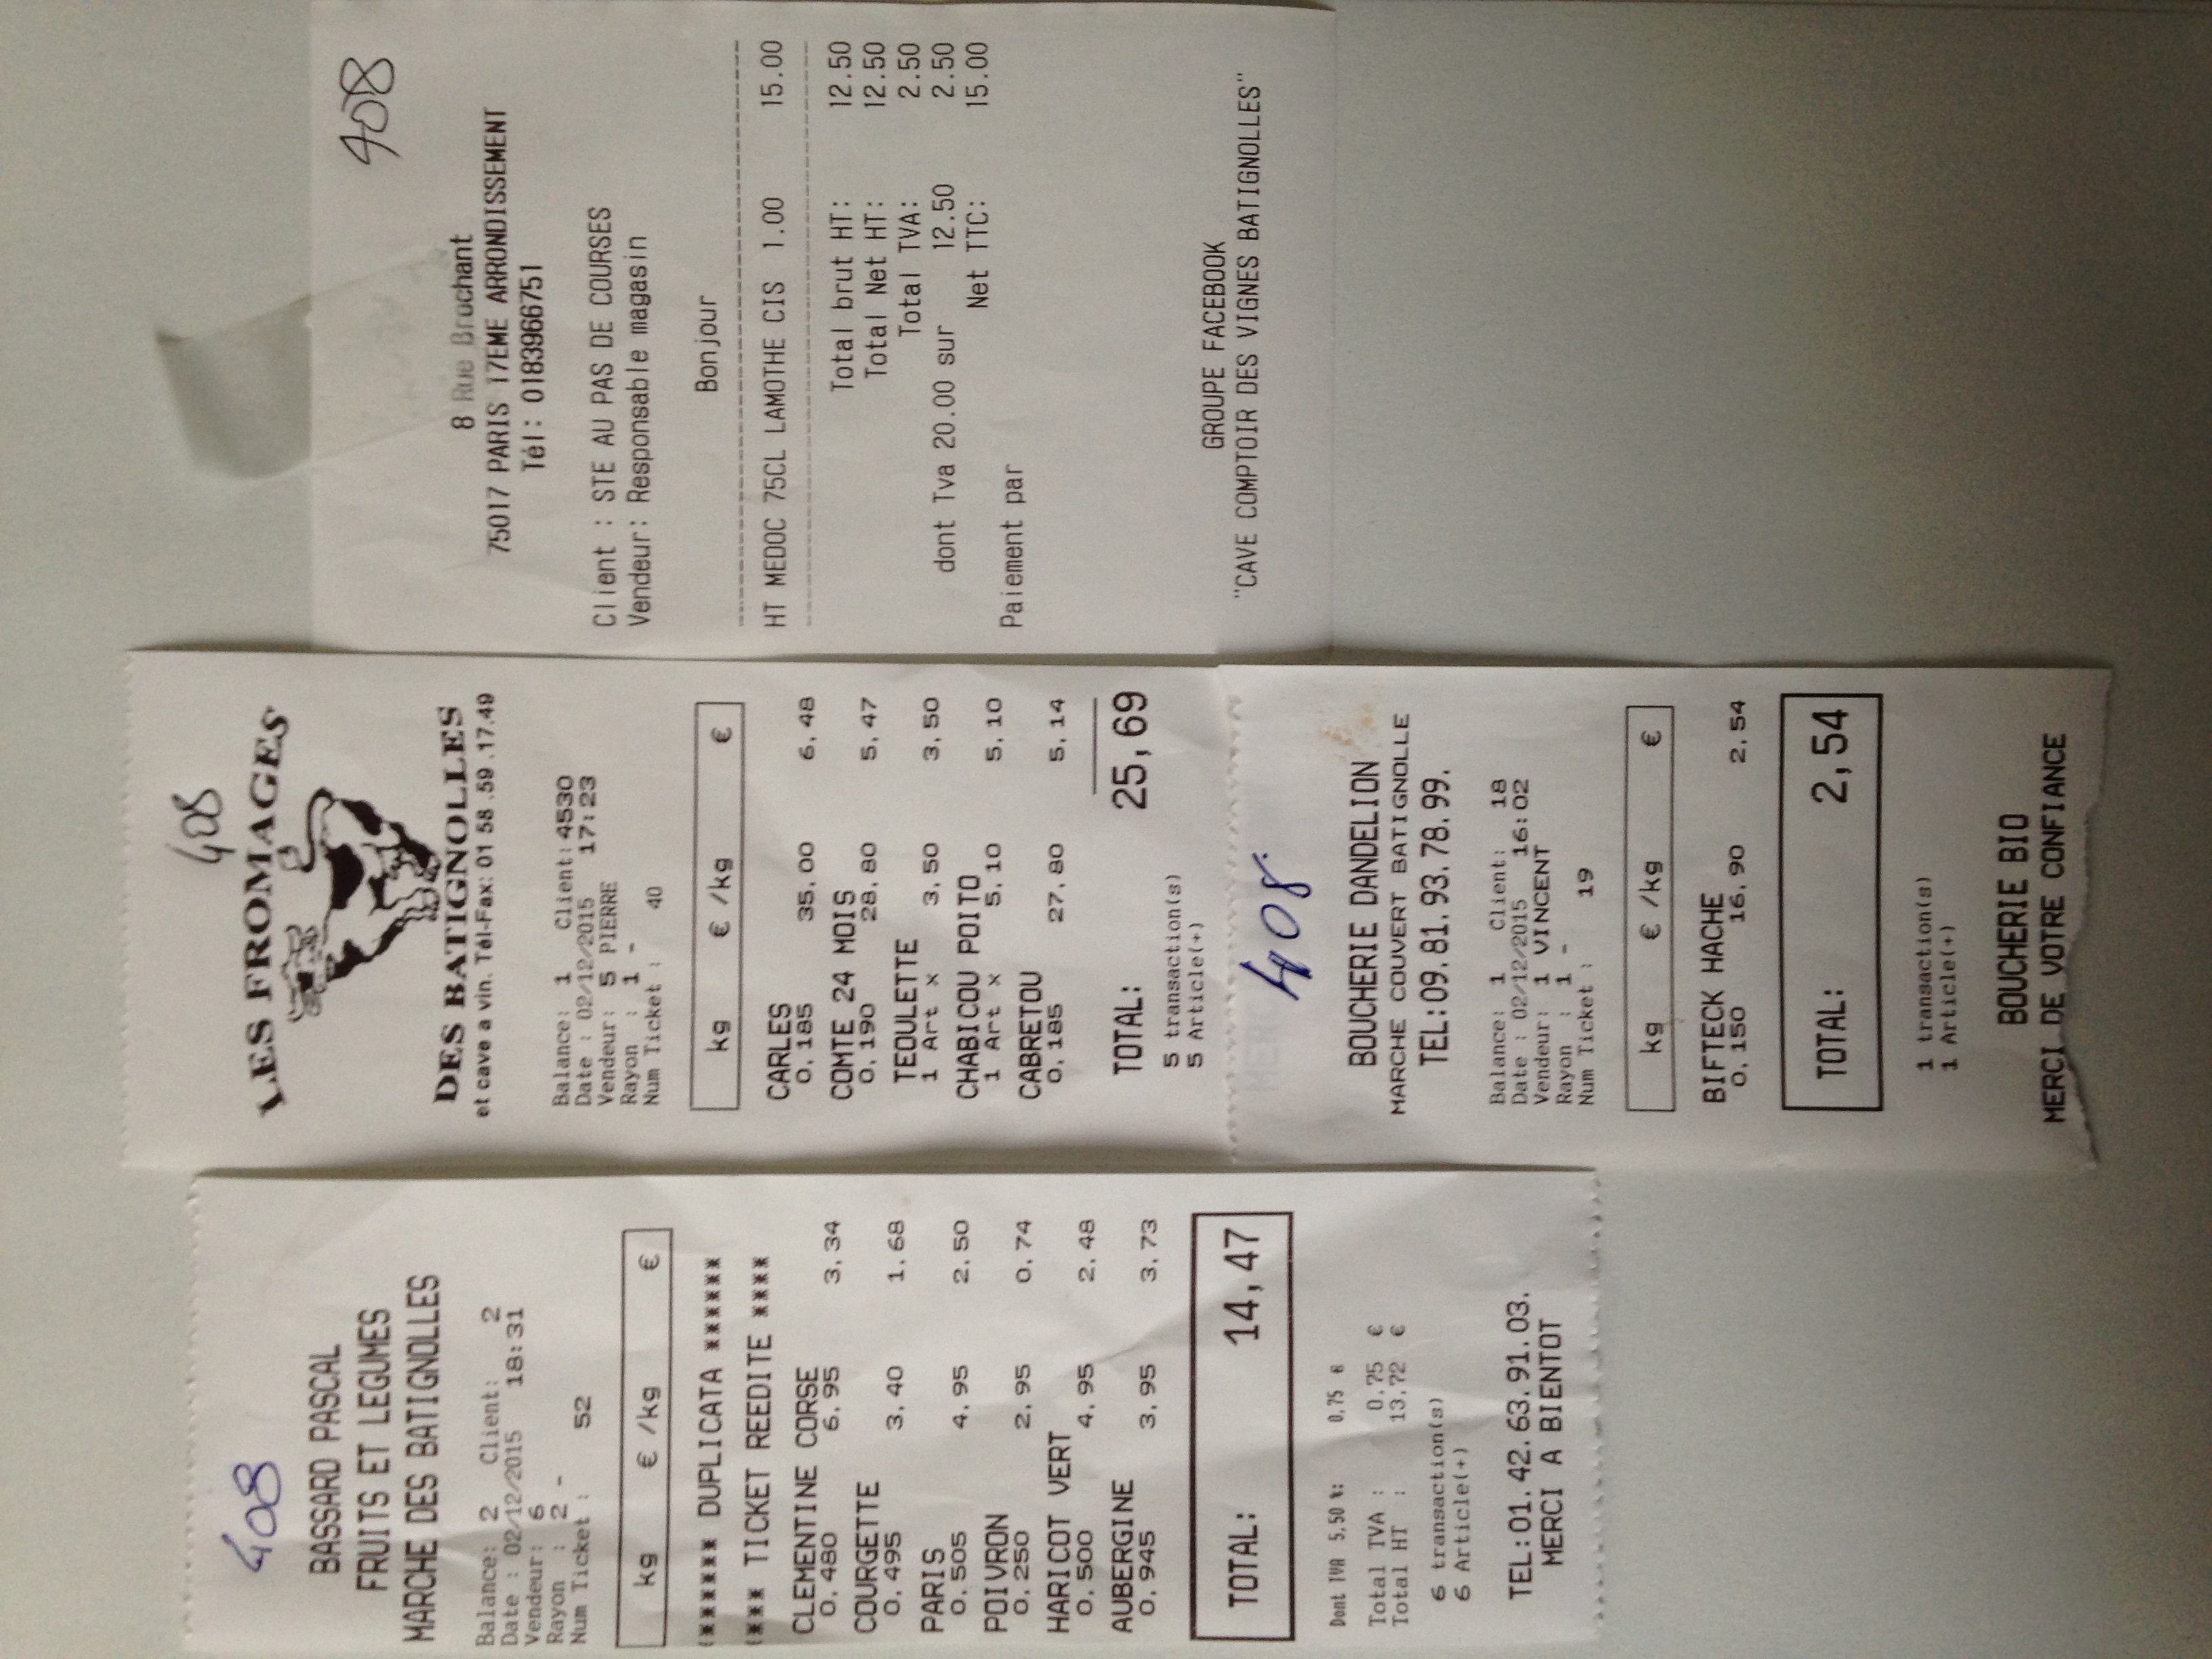 408
BASSARD PASCAL
FRUITS ET LEGUMES
MARCHE DES BATIGNOLLES
Balance: 2 Client: 2
Date : 02/12/2015 18:31
Vendeur: 6
Rayon : 2 -
Num Ticket : 52
kg € /kg €
****** DUPLICATA ******
*** TICKET REEDITE ****
CLEMENTINE CORSE
0,480 6,95 3,34
COURGETTE
0,495 3,40 1,68
PARIS
0,505 4,95 2,50
POIVRON
0,250 2,95 0,74
HARICOT VERT
0,500 4,95 2,48
AUBERGINE
0,945 3,95 3,73
TOTAL: 14,47
Dont TVA 5,50 %: 0,75 €
Total TVA : 0,75 €
Total HT : 13,72 €
6 transaction(s)
6 Article(+)
TEL:01.42.63.91.03.
MERCI A BIENTOT
408
LES FROMAGES
DES BATIGNOLLES
et cave a vin. Tél-Fax: 01 58 .59 .17.49
Balance: 1 Client: 4530
Date : 02/12/2015 17:23
Vendeur: 5 PIERRE
Rayon : 1 -
Num Ticket : 40
kg € /kg €
CARLES
0,185 35,00 6,48
COMTE 24 MOIS
0,190 28,80 5,47
TEOULETTE
1 Art x 3,50 3,50
CHABICOU POITO
1 Art x 5,10 5,10
CABRETOU
0,185 27,80 5,14
TOTAL: 25,69
5 transaction(s)
5 Article(+)
408
BOUCHERIE DANDELION
MARCHE COUVERT BATIGNOLLE
TEL:09.81.93.78.99.
Balance: 1 Client: 18
Date : 02/12/2015 16:02
Vendeur: 1 VINCENT
Rayon : 1 -
Num Ticket : 19
kg € /kg €
BIFTECK HACHE
0,150 16,90 2,54
TOTAL: 2,54
1 transaction(s)
1 Article(+)
BOUCHERIE BIO
MERCI DE VOTRE CONFIANCE
408
8 Rue Brochant
75017 PARIS 17EME ARRONDISSEMENT
Tél: 0183966751
Client : STE AU PAS DE COURSES
Vendeur: Responsable magasin
Bonjour
HT MEDOC 75CL LAMOTHE CIS 1.00 15.00
Total brut HT: 12.50
Total Net HT: 12.50
Total TVA: 2.50
dont Tva 20.00 sur 12.50 2.50
Net TTC: 15.00
Paiement par
GROUPE FACEBOOK
"CAVE COMPTOIR DES VIGNES BATIGNOLLES"